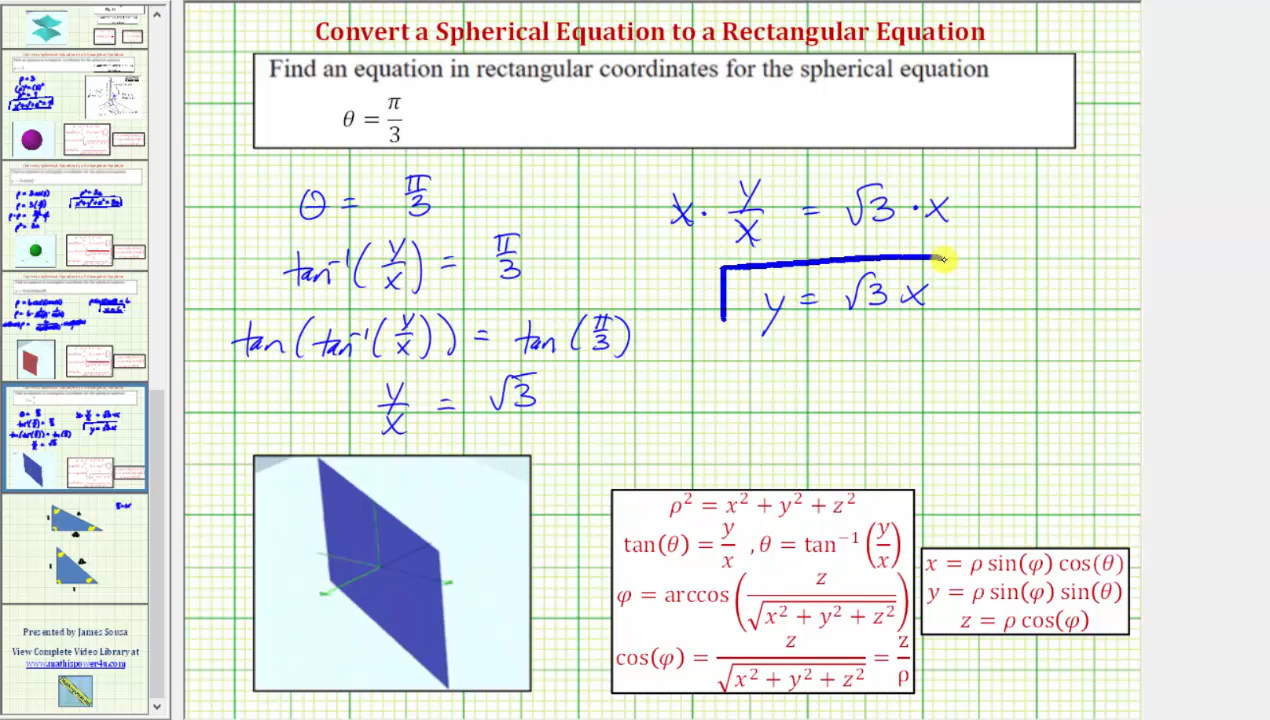 Convert a Spherical Equation to a Rectangular Equation
Find an equation in rectangular coordinates for the spherical equation
θ = π/3
θ = π/3
tan⁻¹(y/x) = π/3
tan(tan⁻¹(y/x)) = tan(π/3)
y/x = √3
x · y/x = √3 · x
y = √3 x
ρ² = x² + y² + z²
tan(θ) = y/x , θ = tan⁻¹(y/x)
φ = arccos(z/√(x² + y² + z²))
cos(φ) = z/√(x² + y² + z²) = z/ρ
x = ρ sin(φ) cos(θ)
y = ρ sin(φ) sin(θ)
z = ρ cos(φ)
Presented by James Sousa
View Complete Video Library at
www.mathispower4u.com